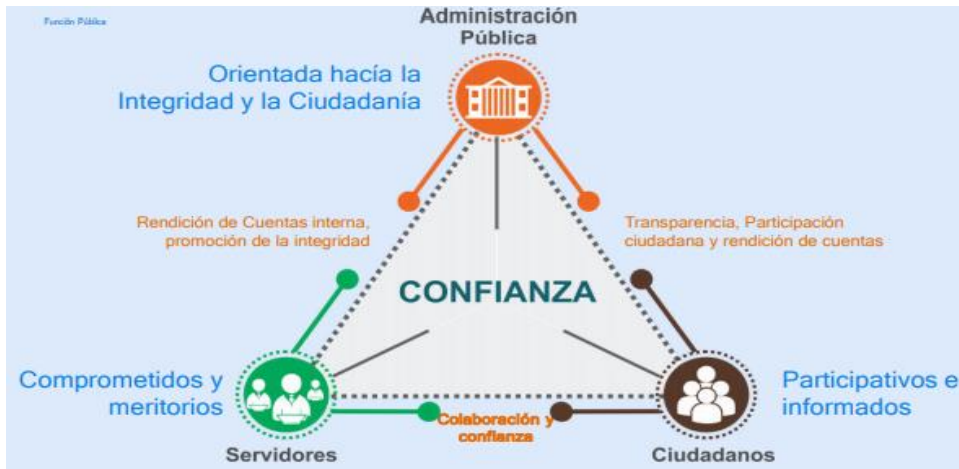 Función Pública
Administración
Pública
Orientada hacía la
Integridad y la Ciudadanía
Rendición de Cuentas interna,
promoción de la integridad
Transparencia, Participación
ciudadana y rendición de cuentas
CONFIANZA
Comprometidos y
meritorios
Participativos e
informados
Colaboración y
confianza
Servidores
Ciudadanos